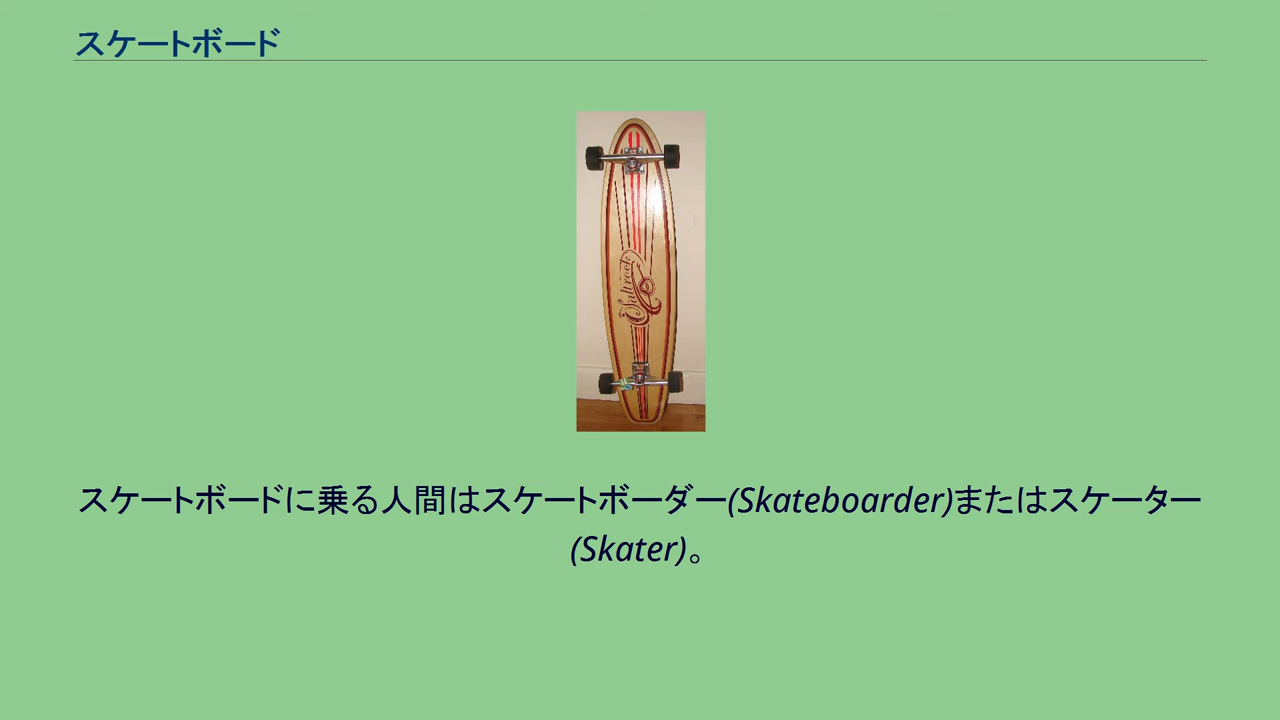 スケートボード
Saltrock
スケートボードに乗る人間はスケートボーダー(Skateboarder)またはスケーター
(Skater)。